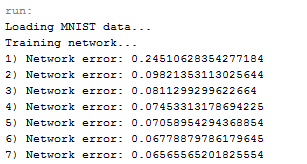 run:
Loading MNIST data...
Training network...
1) Network error: 0.24510628354277184
2) Network error: 0.09821353113025644
3) Network error: 0.0811299299622664
4) Network error: 0.07453313178694225
5) Network error: 0.07058954294368854
6) Network error: 0.06778879786179645
7) Network error: 0.06565565201825554